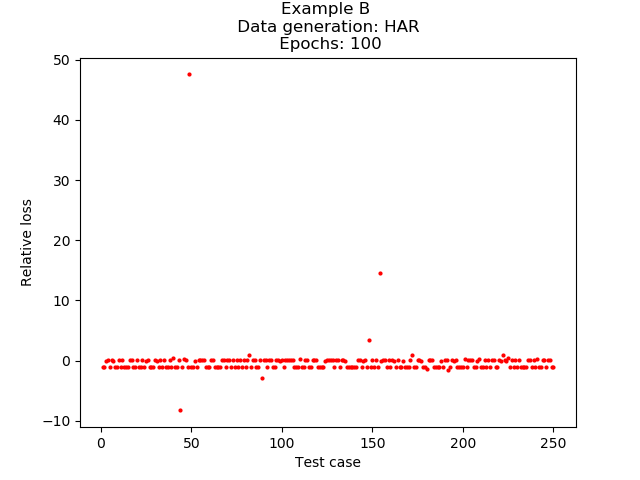 Example B
Data generation: HAR
Epochs: 100
50
40
30
20
10
0
−10
Relative loss
0
50
100
150
200
250
Test case